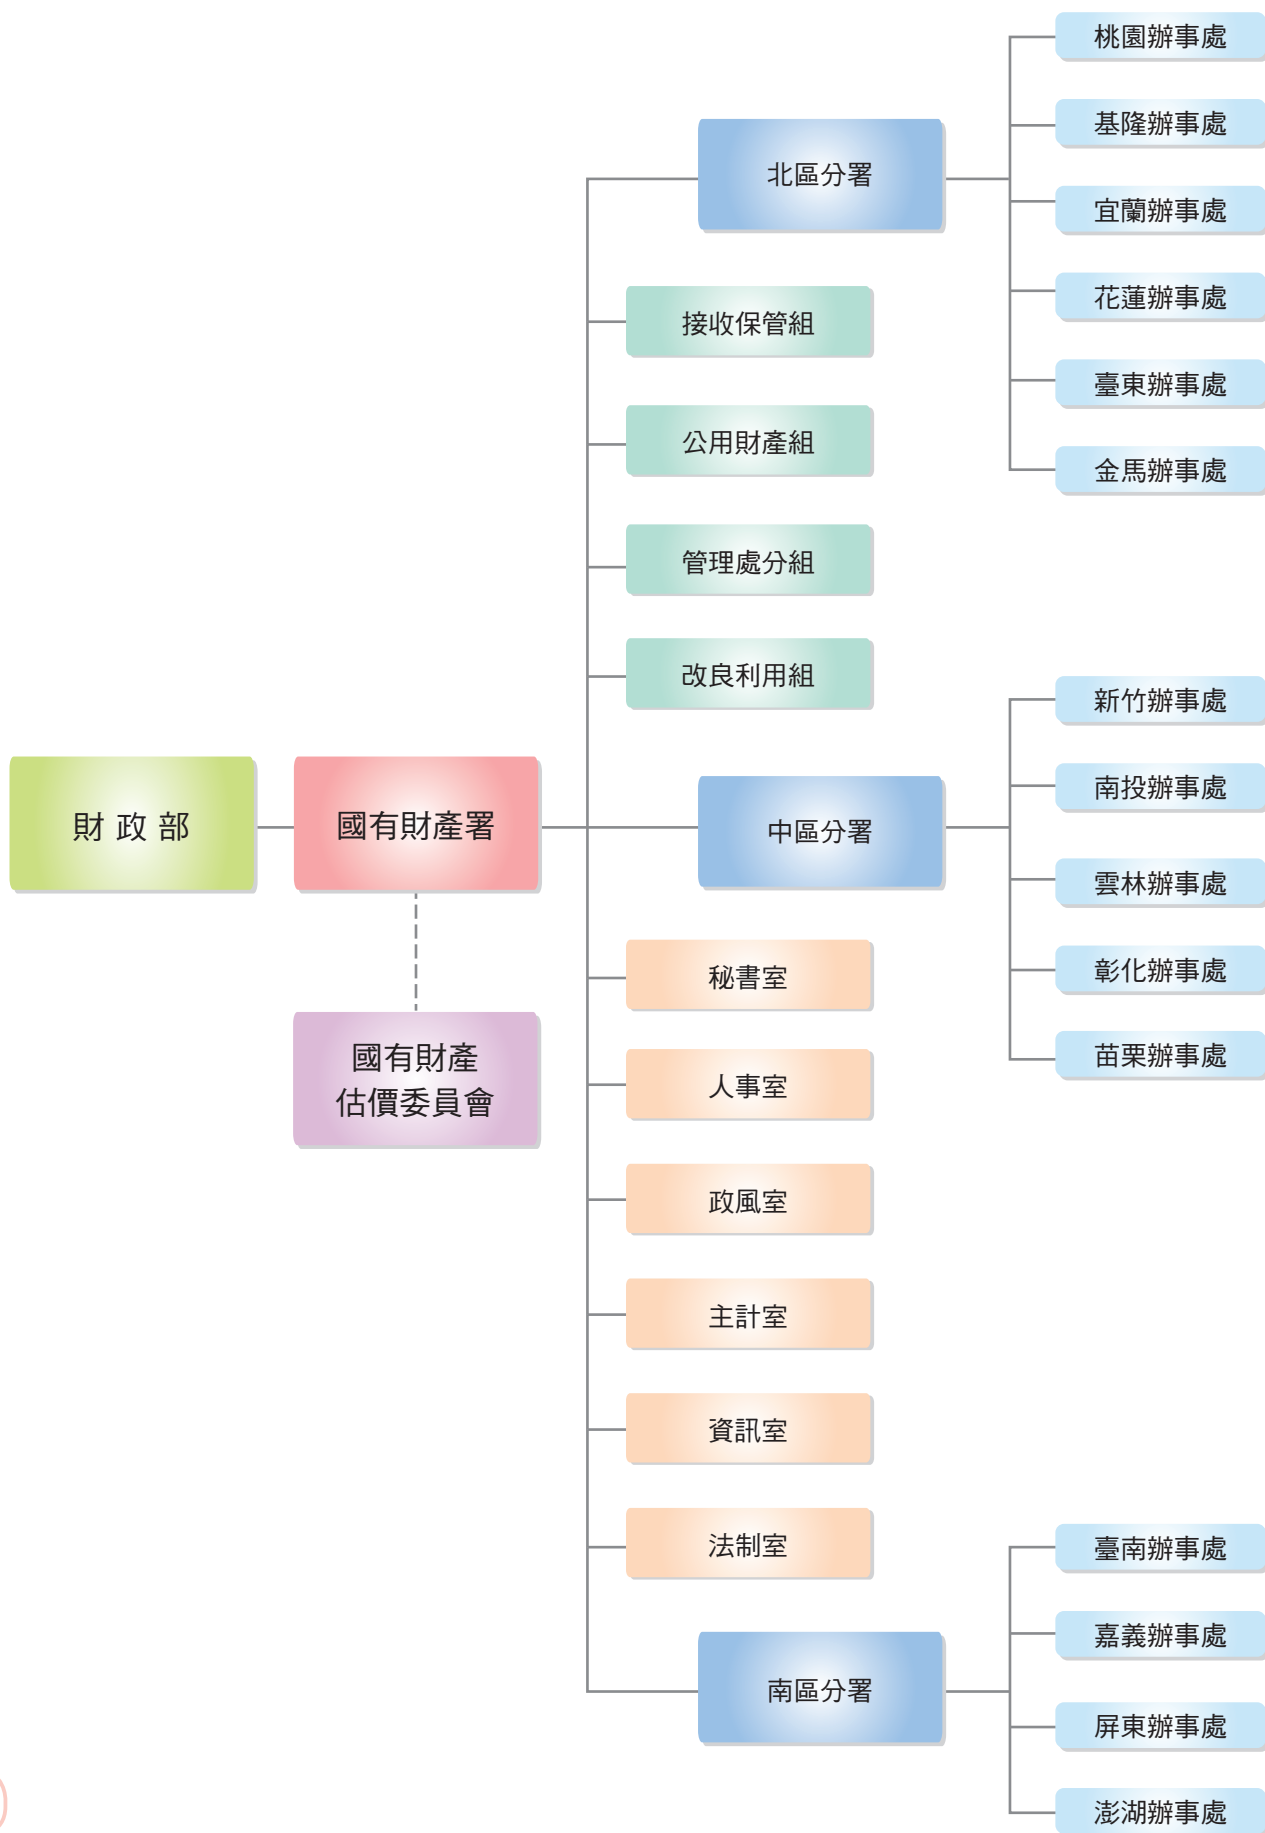 財政部
國有財產署
國有財產
估價委員會
北區分署
桃園辦事處
基隆辦事處
宜蘭辦事處
花蓮辦事處
臺東辦事處
金馬辦事處
接收保管組
公用財產組
管理處分組
改良利用組
中區分署
新竹辦事處
南投辦事處
雲林辦事處
彰化辦事處
苗栗辦事處
秘書室
人事室
政風室
主計室
資訊室
法制室
南區分署
臺南辦事處
嘉義辦事處
屏東辦事處
澎湖辦事處